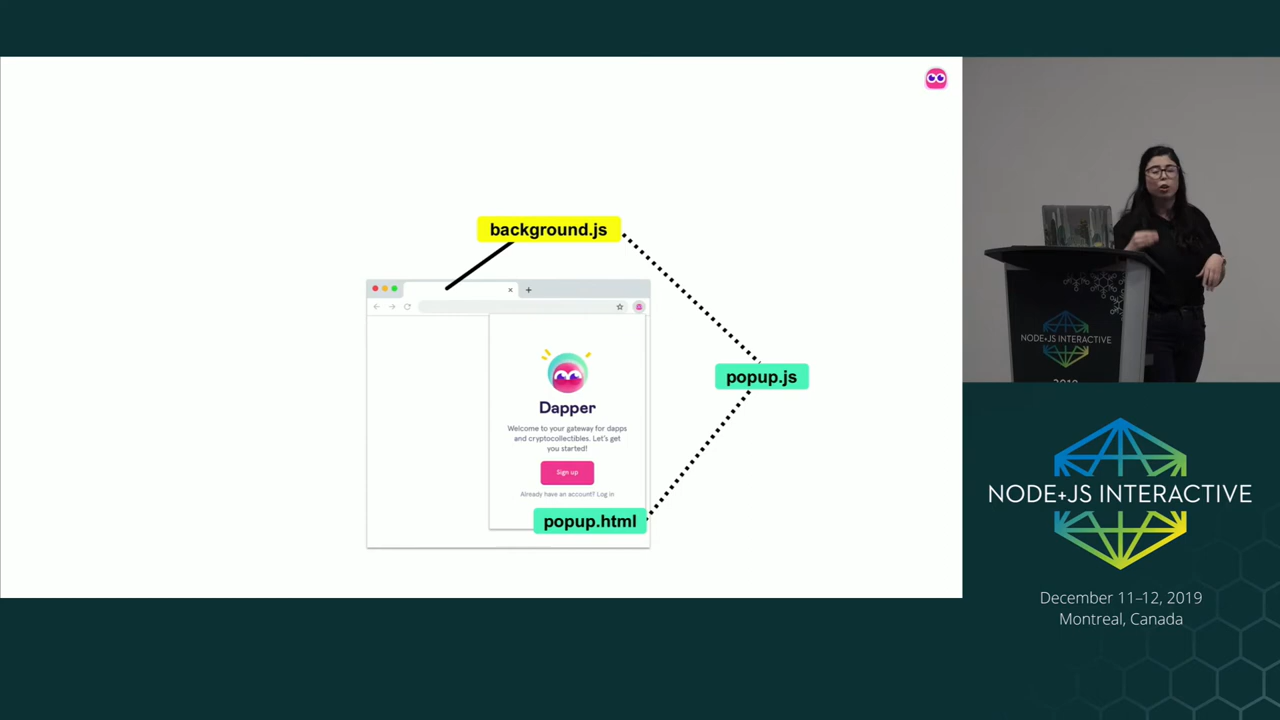 background.js
popup.js
Dapper
Welcome to your gateway for dapps
and cryptocollectibles. Let's get
you started!
Sign up
Already have an account? Log in
popup.html
NODE+JS INTERACTIVE
NODE+JS INTERACTIVE
December 11–12, 2019
Montreal, Canada